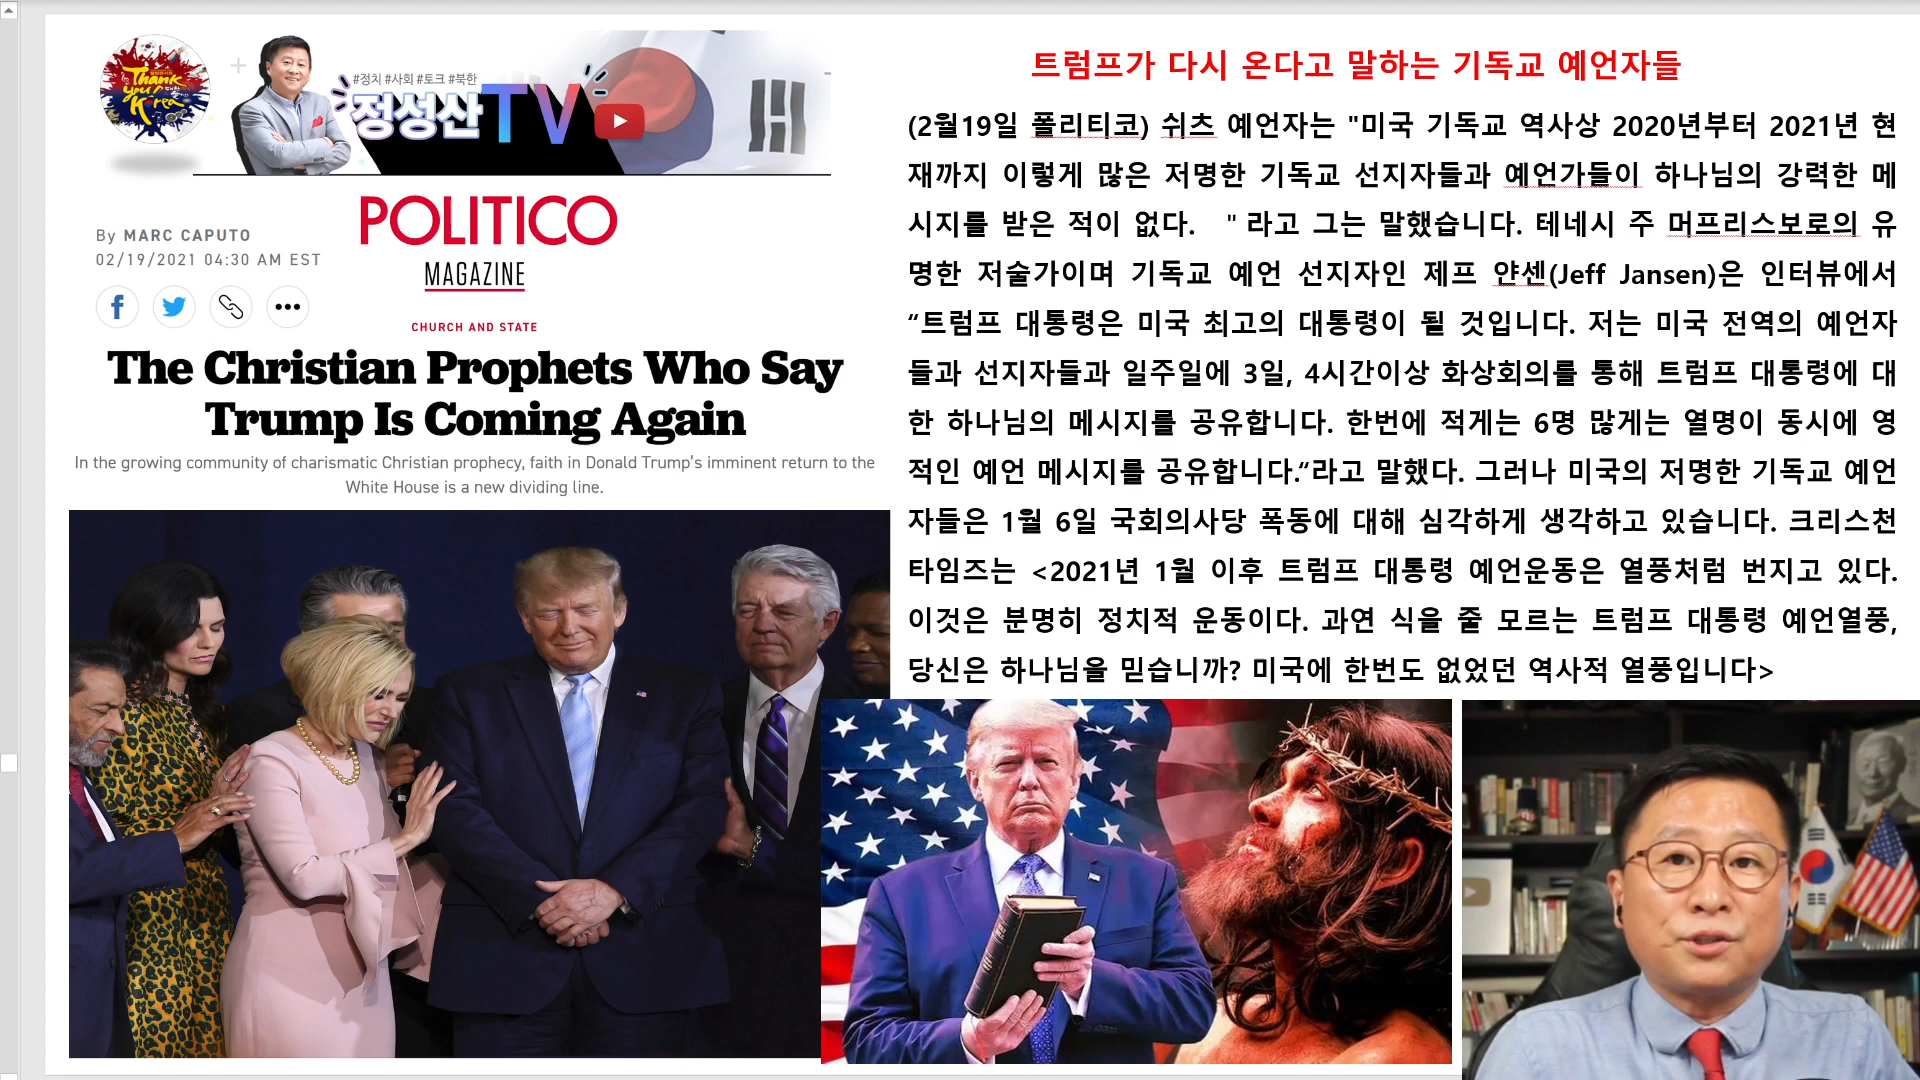 Thank you! Korea
#정치 #사회 #토크 #북한
정성산TV
By MARC CAPUTO
02/19/2021 04:30 AM EST
POLITICO
MAGAZINE
CHURCH AND STATE
The Christian Prophets Who Say
Trump Is Coming Again
In the growing community of charismatic Christian prophecy, faith in Donald Trump's imminent return to the
White House is a new dividing line.
트럼프가 다시 온다고 말하는 기독교 예언자들
(2월19일 폴리티코) 쉬츠 예언자는 "미국 기독교 역사상 2020년부터 2021년 현
재까지 이렇게 많은 저명한 기독교 선지자들과 예언가들이 하나님의 강력한 메
시지를 받은 적이 없다. " 라고 그는 말했습니다. 테네시 주 머프리스보로의 유
명한 저술가이며 기독교 예언 선지자인 제프 얀센(Jeff Jansen)은 인터뷰에서
“트럼프 대통령은 미국 최고의 대통령이 될 것입니다. 저는 미국 전역의 예언자
들과 선지자들과 일주일에 3일, 4시간이상 화상회의를 통해 트럼프 대통령에 대
한 하나님의 메시지를 공유합니다. 한번에 적게는 6명 많게는 열명이 동시에 영
적인 예언 메시지를 공유합니다.“라고 말했다. 그러나 미국의 저명한 기독교 예언
자들은 1월 6일 국회의사당 폭동에 대해 심각하게 생각하고 있습니다. 크리스천
타임즈는 <2021년 1월 이후 트럼프 대통령 예언운동은 열풍처럼 번지고 있다.
이것은 분명히 정치적 운동이다. 과연 식을 줄 모르는 트럼프 대통령 예언열풍,
당신은 하나님을 믿습니까? 미국에 한번도 없었던 역사적 열풍입니다>